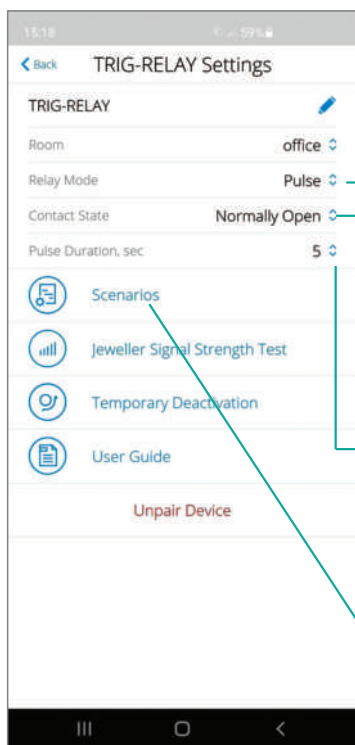 15:18 59%
Back TRIG-RELAY Settings
TRIG-RELAY
Room office
Relay Mode Pulse
Contact State Normally Open
Pulse Duration, sec 5
Scenarios
Jeweller Signal Strength Test
Temporary Deactivation
User Guide
Unpair Device